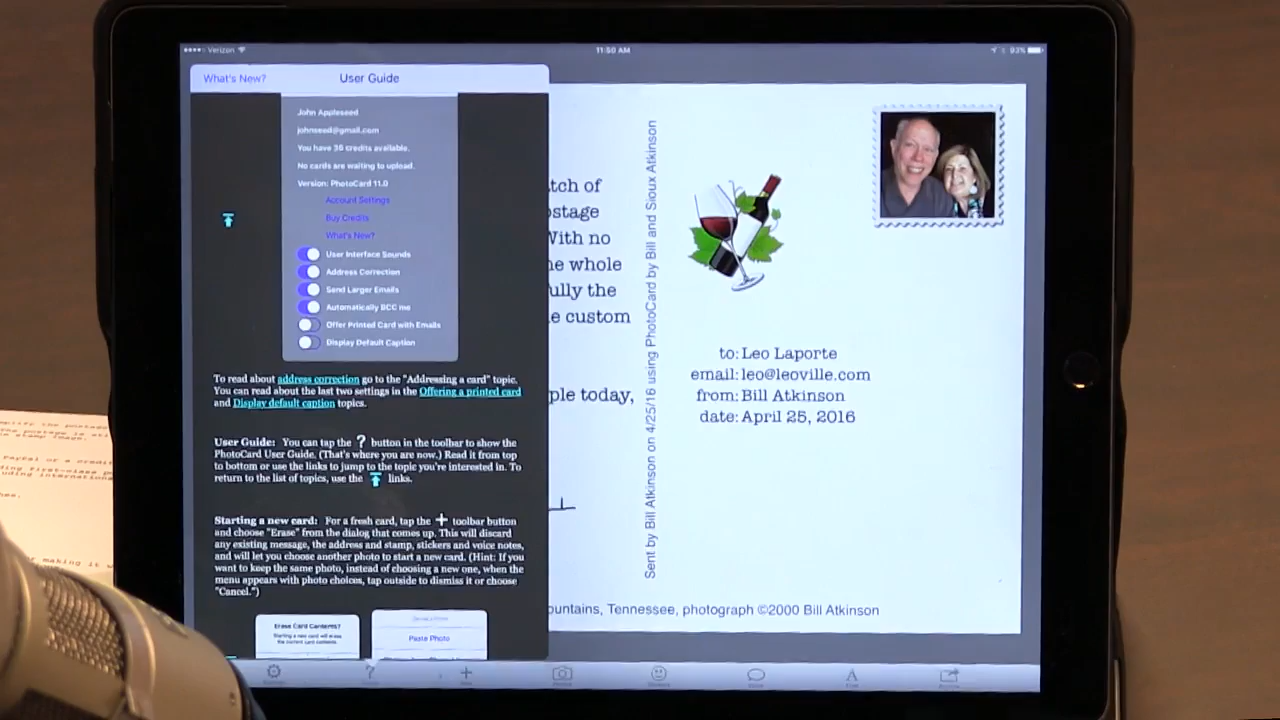 Verizon
11:50 AM
93%
What's New?
User Guide
John Appleseed
johnseed@gmail.com
You have 36 credits available.
No cards are waiting to upload.
Version: PhotoCard 11.0
Account Settings
Buy Credits
What's New?
User Interface Sounds
Address Correction
Send Larger Emails
Automatically BCC me
Offer Printed Card with Emails
Display Default Caption
To read about address correction go to the "Addressing a card" topic.
You can read about the last two settings in the Offering a printed card
and Display default caption topics.
User Guide: You can tap the ? button in the toolbar to show the
PhotoCard User Guide. (That's where you are now.) Read it from top
to bottom or use the links to jump to the topic you're interested in. To
return to the list of topics, use the links.
Starting a new card: For a fresh card, tap the + toolbar button
and choose "Erase" from the dialog that comes up. This will discard
any existing message, the address and stamp, stickers and voice notes,
and will let you choose another photo to start a new card. (Hint: If you
want to keep the same photo, instead of choosing a new one, when the
menu appears with photo choices, tap outside to dismiss it or choose
"Cancel.")
Erase Card Contents?
Starting a new card will erase
the current card contents.
Paste Photo
tch of
ostage
With no
he whole
fully the
e custom
ple today,
Sent by Bill Atkinson on 4/25/16 using PhotoCard by Bill and Sioux Atkinson
to: Leo Laporte
email: leo@leoville.com
from: Bill Atkinson
date: April 25, 2016
ountains, Tennessee, photograph ©2000 Bill Atkinson